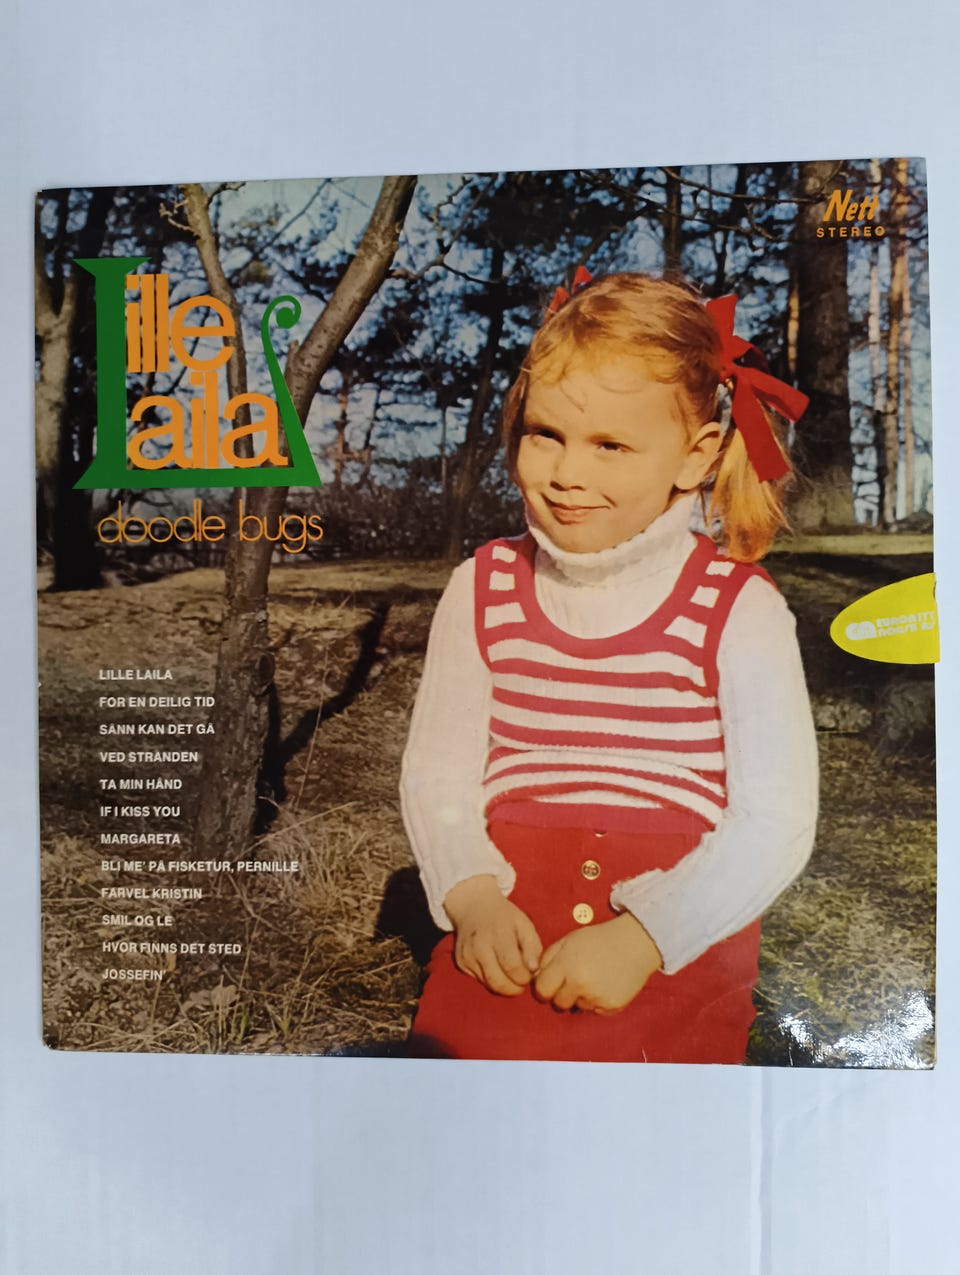 Nett
STEREO
Lille
Laila
doodle bugs
LILLE LAILA
FOR EN DEILIG TID
SÅNN KAN DET GÅ
VED STRANDEN
TA MIN HÅND
IF I KISS YOU
MARGARETA
BLI ME' PÅ FISKETUR, PERNILLE
FARVEL KRISTIN
SMIL OG LE
HVOR FINNS DET STED
JOSSEFIN'